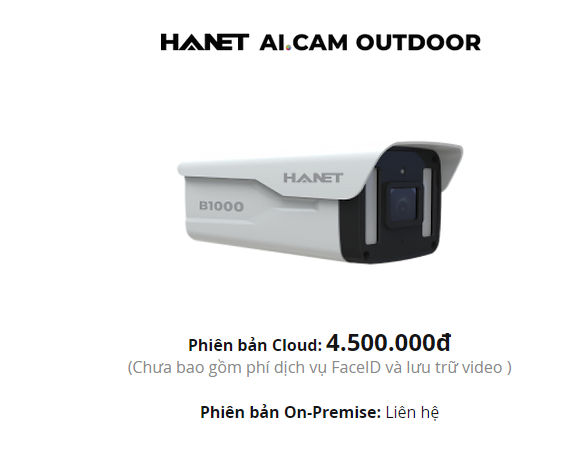 HANET AI.CAM OUTDOOR
HANET
B1000
Phiên bản Cloud: 4.500.000đ
(Chưa bao gồm phí dịch vụ FaceID và lưu trữ video )
Phiên bản On-Premise: Liên hệ